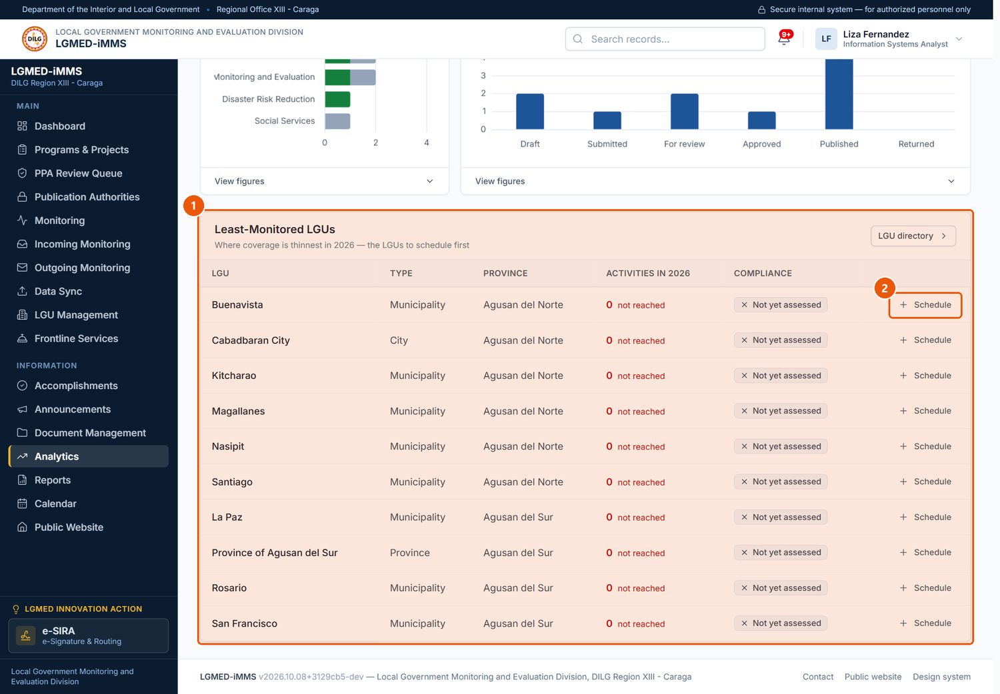 Department of the Interior and Local Government • Regional Office XIII - Caraga
Secure internal system — for authorized personnel only
DILG
LOCAL GOVERNMENT MONITORING AND EVALUATION DIVISION
LGMED-iMMS
Search records...
9+
LF
Liza Fernandez
Information Systems Analyst
LGMED-iMMS
DILG Region XIII - Caraga
MAIN
Dashboard
Programs & Projects
PPA Review Queue
Publication Authorities
Monitoring
Incoming Monitoring
Outgoing Monitoring
Data Sync
LGU Management
Frontline Services
INFORMATION
Accomplishments
Announcements
Document Management
Analytics
Reports
Calendar
Public Website
LGMED INNOVATION ACTION
e-SIRA
e-Signature & Routing
Local Government Monitoring and
Evaluation Division
Monitoring and Evaluation
Disaster Risk Reduction
Social Services
0 2 4
View figures
3
2
1
0
Draft Submitted For review Approved Published Returned
View figures
1
Least-Monitored LGUs
Where coverage is thinnest in 2026 — the LGUs to schedule first
LGU directory
LGU TYPE PROVINCE ACTIVITIES IN 2026 COMPLIANCE
2
Buenavista Municipality Agusan del Norte 0 not reached Not yet assessed + Schedule
Cabadbaran City City Agusan del Norte 0 not reached Not yet assessed + Schedule
Kitcharao Municipality Agusan del Norte 0 not reached Not yet assessed + Schedule
Magallanes Municipality Agusan del Norte 0 not reached Not yet assessed + Schedule
Nasipit Municipality Agusan del Norte 0 not reached Not yet assessed + Schedule
Santiago Municipality Agusan del Norte 0 not reached Not yet assessed + Schedule
La Paz Municipality Agusan del Sur 0 not reached Not yet assessed + Schedule
Province of Agusan del Sur Province Agusan del Sur 0 not reached Not yet assessed + Schedule
Rosario Municipality Agusan del Sur 0 not reached Not yet assessed + Schedule
San Francisco Municipality Agusan del Sur 0 not reached Not yet assessed + Schedule
LGMED-iMMS v2026.10.08+3129cb5-dev — Local Government Monitoring and Evaluation Division, DILG Region XIII - Caraga
Contact Public website Design system